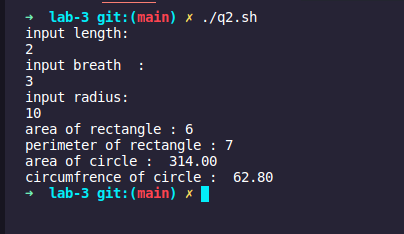 ➜  lab-3 git:(main) ✗ ./q2.sh
input length:
2
input breath  :
3
input radius:
10
area of rectangle : 6
perimeter of rectangle : 7
area of circle :  314.00
circumfrence of circle :  62.80
➜  lab-3 git:(main) ✗